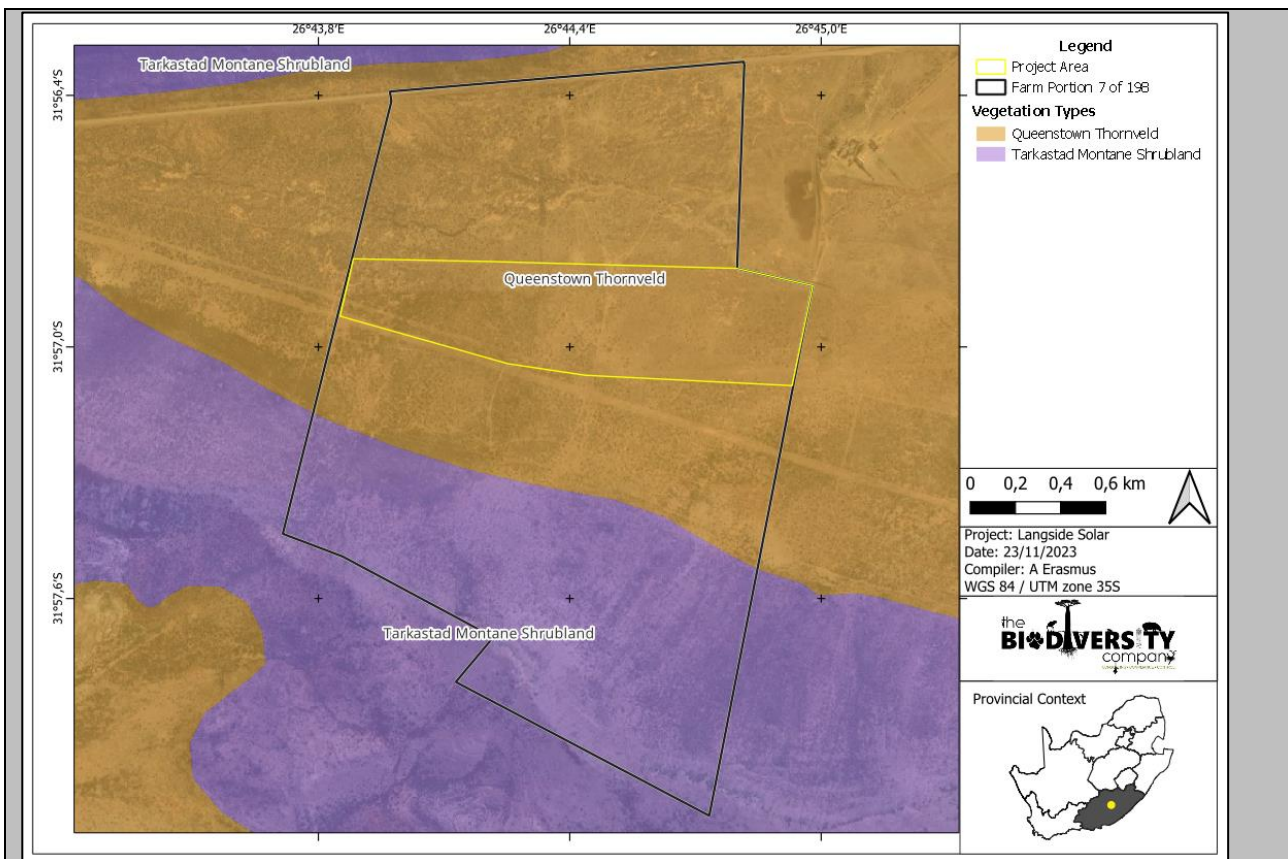 26°43,8'E
26°44,4'E
26°45,0'E
31°56,4'S
31°57,0'S
31°57,6'S
Tarkastad Montane Shrubland
Queenstown Thornveld
Tarkastad Montane Shrubland
Legend
Project Area
Farm Portion 7 of 198
Vegetation Types
Queenstown Thornveld
Tarkastad Montane Shrubland
0 0,2 0,4 0,6 km
Project: Langside Solar
Date: 23/11/2023
Compiler: A Erasmus
WGS 84 / UTM zone 35S
the
BIODIVERSITY
company
Provincial Context